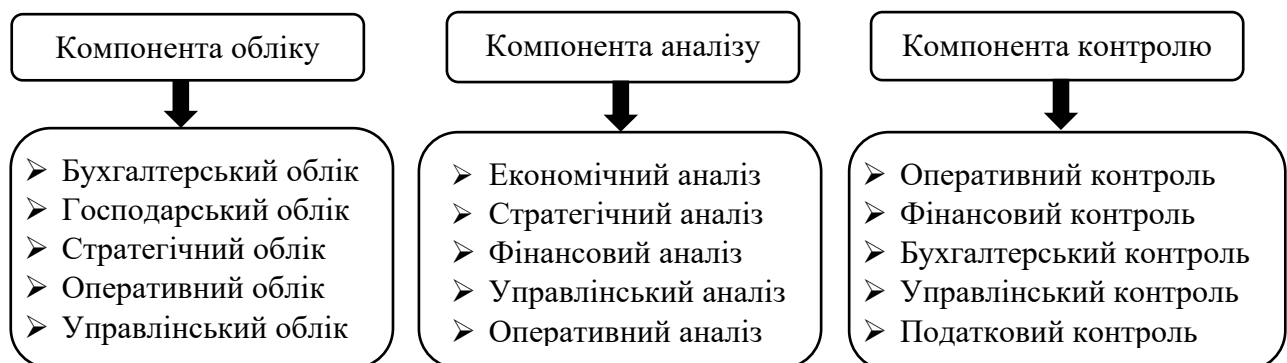 Компонента обліку
Бухгалтерський облік
Господарський облік
Стратегічний облік
Оперативний облік
Управлінський облік
Компонента аналізу
Економічний аналіз
Стратегічний аналіз
Фінансовий аналіз
Управлінський аналіз
Оперативний аналіз
Компонента контролю
Оперативний контроль
Фінансовий контроль
Бухгалтерський контроль
Управлінський контроль
Податковий контроль